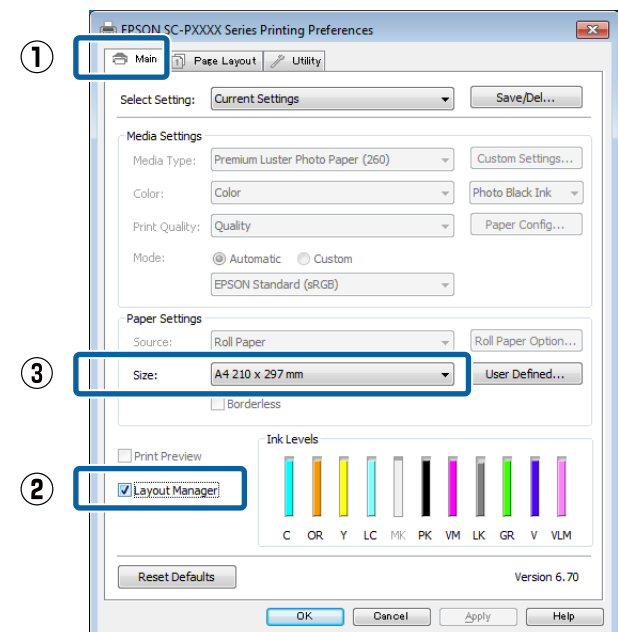 EPSON SC-PXXXX Series Printing Preferences
① Main Page Layout Utility
Select Setting: Current Settings Save/Del...
Media Settings
Media Type: Premium Luster Photo Paper (260) Custom Settings...
Color: Color Photo Black Ink
Print Quality: Quality Paper Config...
Mode: Automatic Custom
EPSON Standard (sRGB)
Paper Settings
Source: Roll Paper Roll Paper Option...
③ Size: A4 210 x 297 mm User Defined...
Borderless
Ink Levels
Print Preview
② Layout Manager
C OR Y LC MK PK VM LK GR V VLM
Reset Defaults Version 6.70
OK Cancel Apply Help